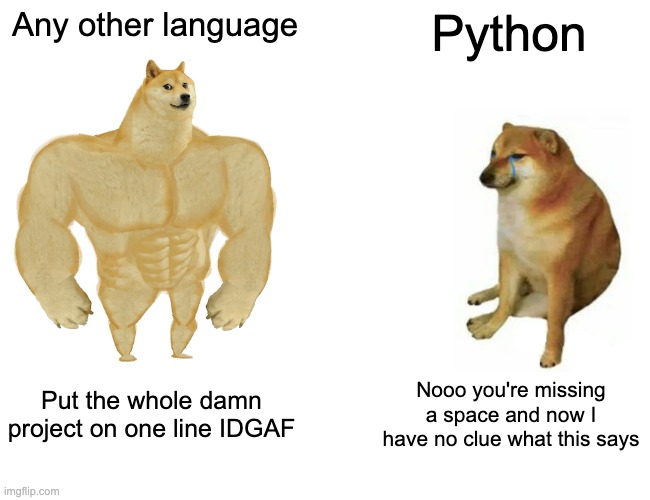 Any other language
Python
Put the whole damn
project on one line IDGAF
Nooo you're missing
a space and now I
have no clue what this says
imgflip.com